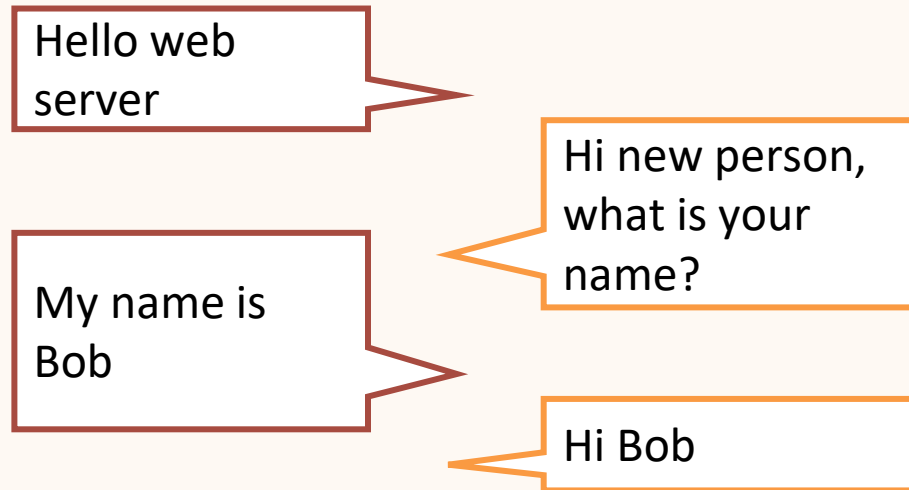 Hello web
server
Hi new person,
what is your
name?
My name is
Bob
Hi Bob